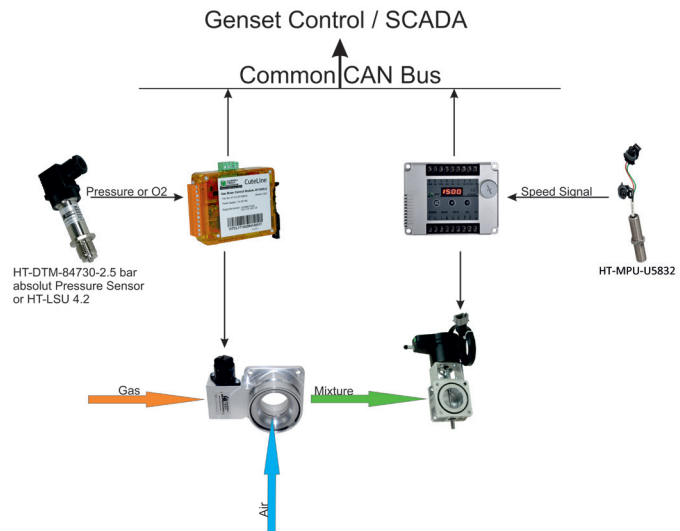 Genset Control / SCADA
Common CAN Bus
CuteLine
Pressure or O2
1500
Speed Signal
HT-DTM-84730-2.5 bar
absolut Pressure Sensor
or HT-LSU 4.2
HT-MPU-U5832
Gas
Mixture
Air